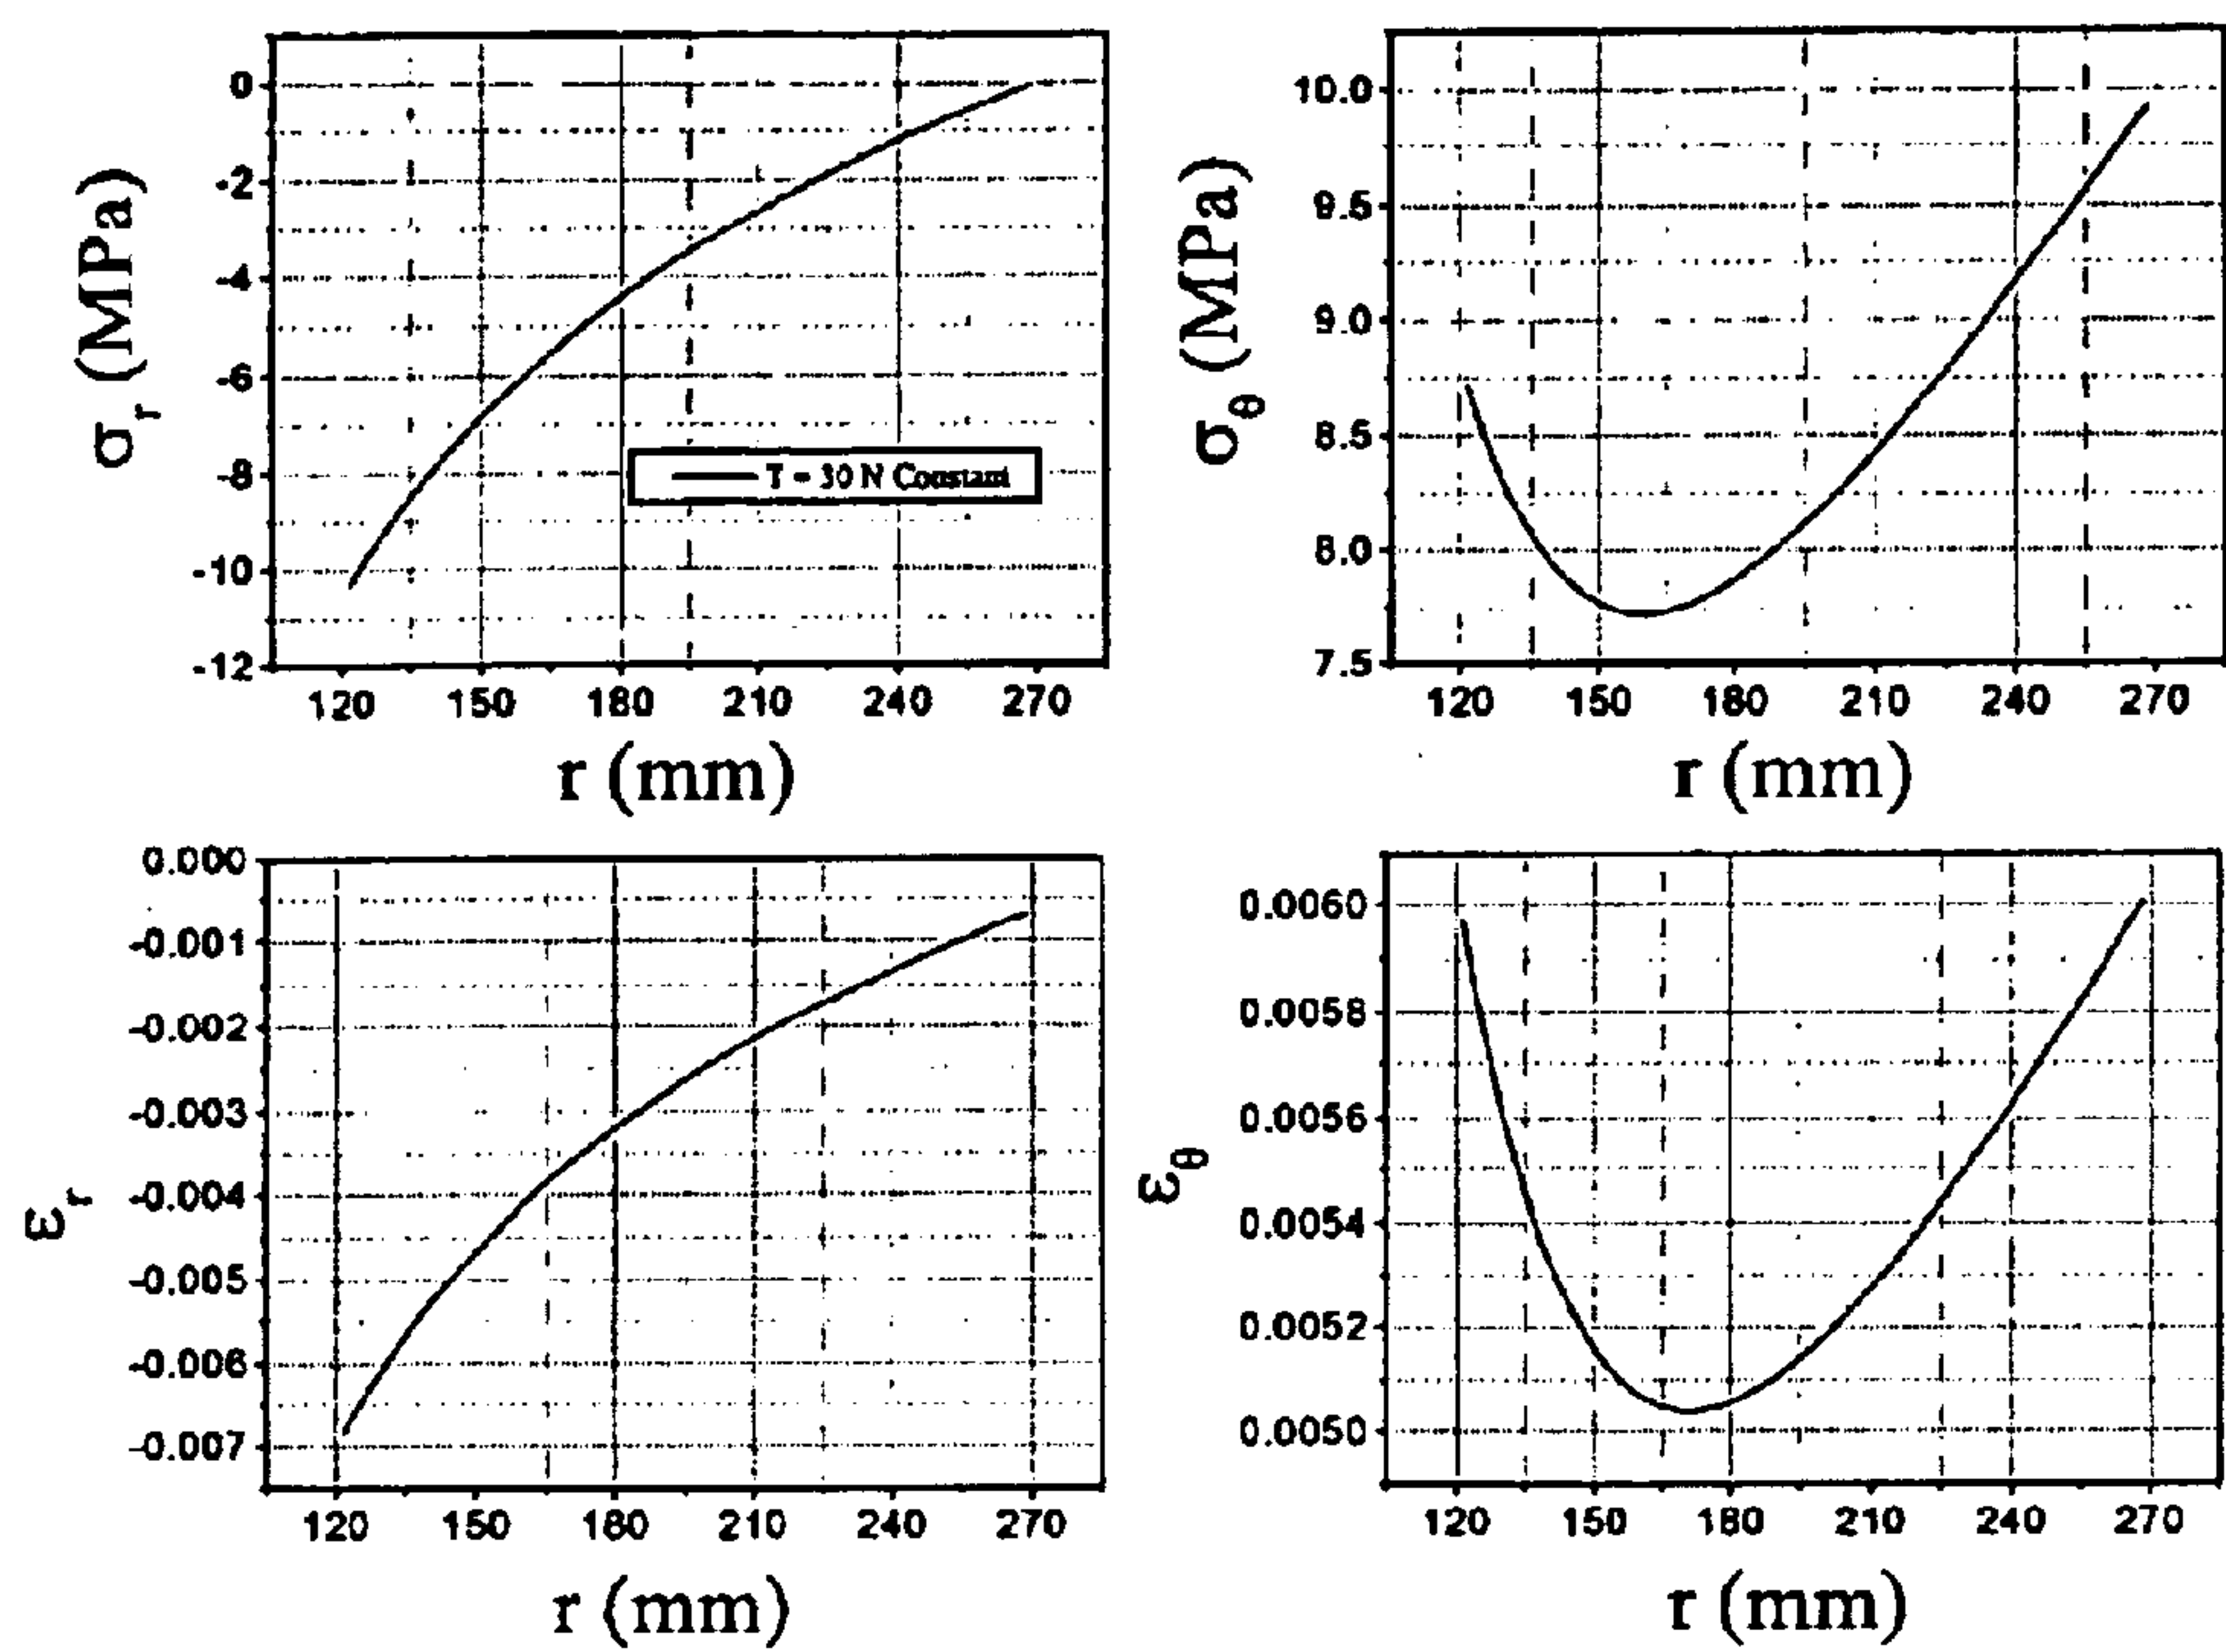 σr (MPa)
0
-2
-4
-6
-8
-10
-12
T = 30 N Constant
120 150 180 210 240 270
r (mm)
σθ (MPa)
10.0
9.5
9.0
8.5
8.0
7.5
120 150 180 210 240 270
r (mm)
εr
0.000
-0.001
-0.002
-0.003
-0.004
-0.005
-0.006
-0.007
120 150 180 210 240 270
r (mm)
εθ
0.0060
0.0058
0.0056
0.0054
0.0052
0.0050
120 150 180 210 240 270
r (mm)